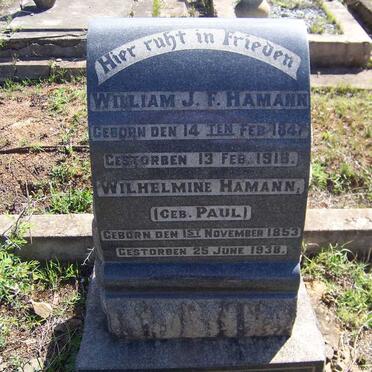 Hier ruht in Frieden
WILLIAM J. F. HAMANN
GEBORN DEN 14 TEN FEB 1847
GESTORBEN 13 FEB. 1918.
WILHELMINE HAMANN,
(GEB. PAUL)
GEBORN DEN 1ST NOVEMBER 1853
GESTORBEN 25 JUNE 1938.